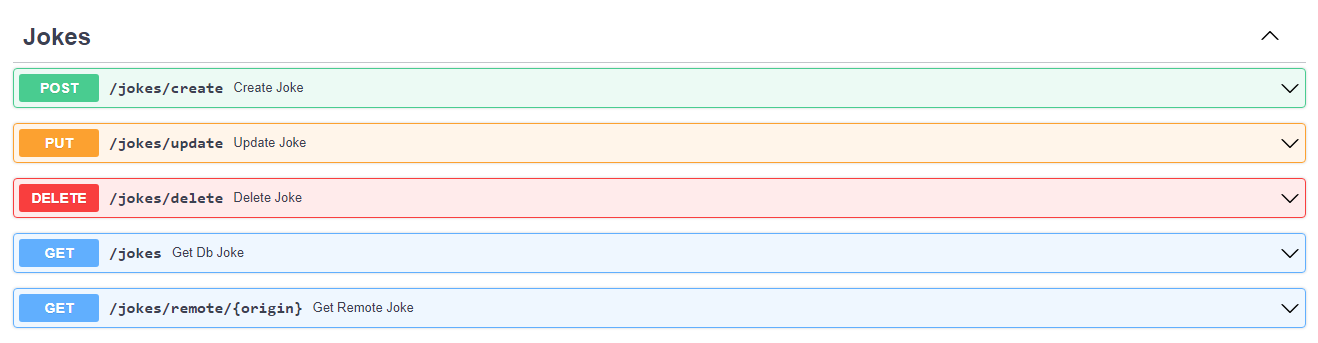 Jokes
POST /jokes/create Create Joke
PUT /jokes/update Update Joke
DELETE /jokes/delete Delete Joke
GET /jokes Get Db Joke
GET /jokes/remote/{origin} Get Remote Joke